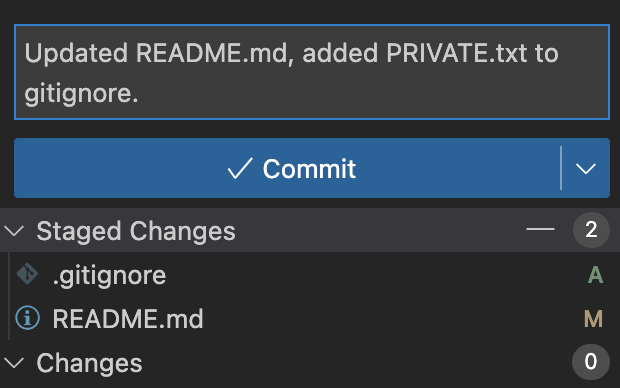 Updated README.md, added PRIVATE.txt to
gitignore.
Commit
Staged Changes 2
.gitignore A
README.md M
Changes 0